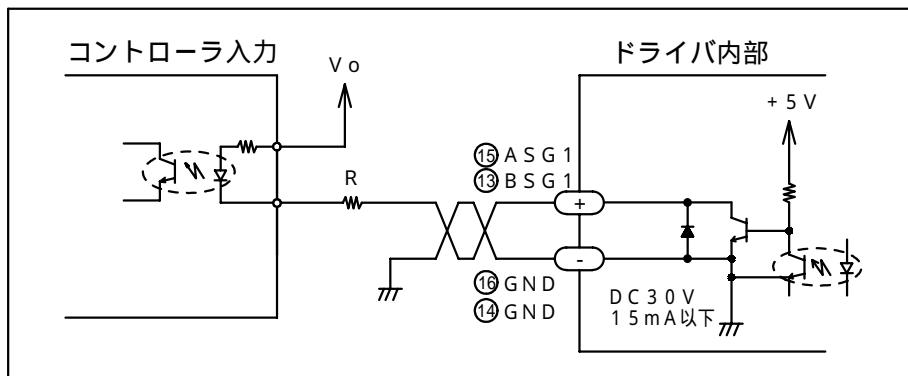 コントローラ入力
Vo
R
ドライバ内部
+5V
⑮ASG1
⑬BSG1
+
-
⑯GND
⑭GND
DC30V
15mA以下